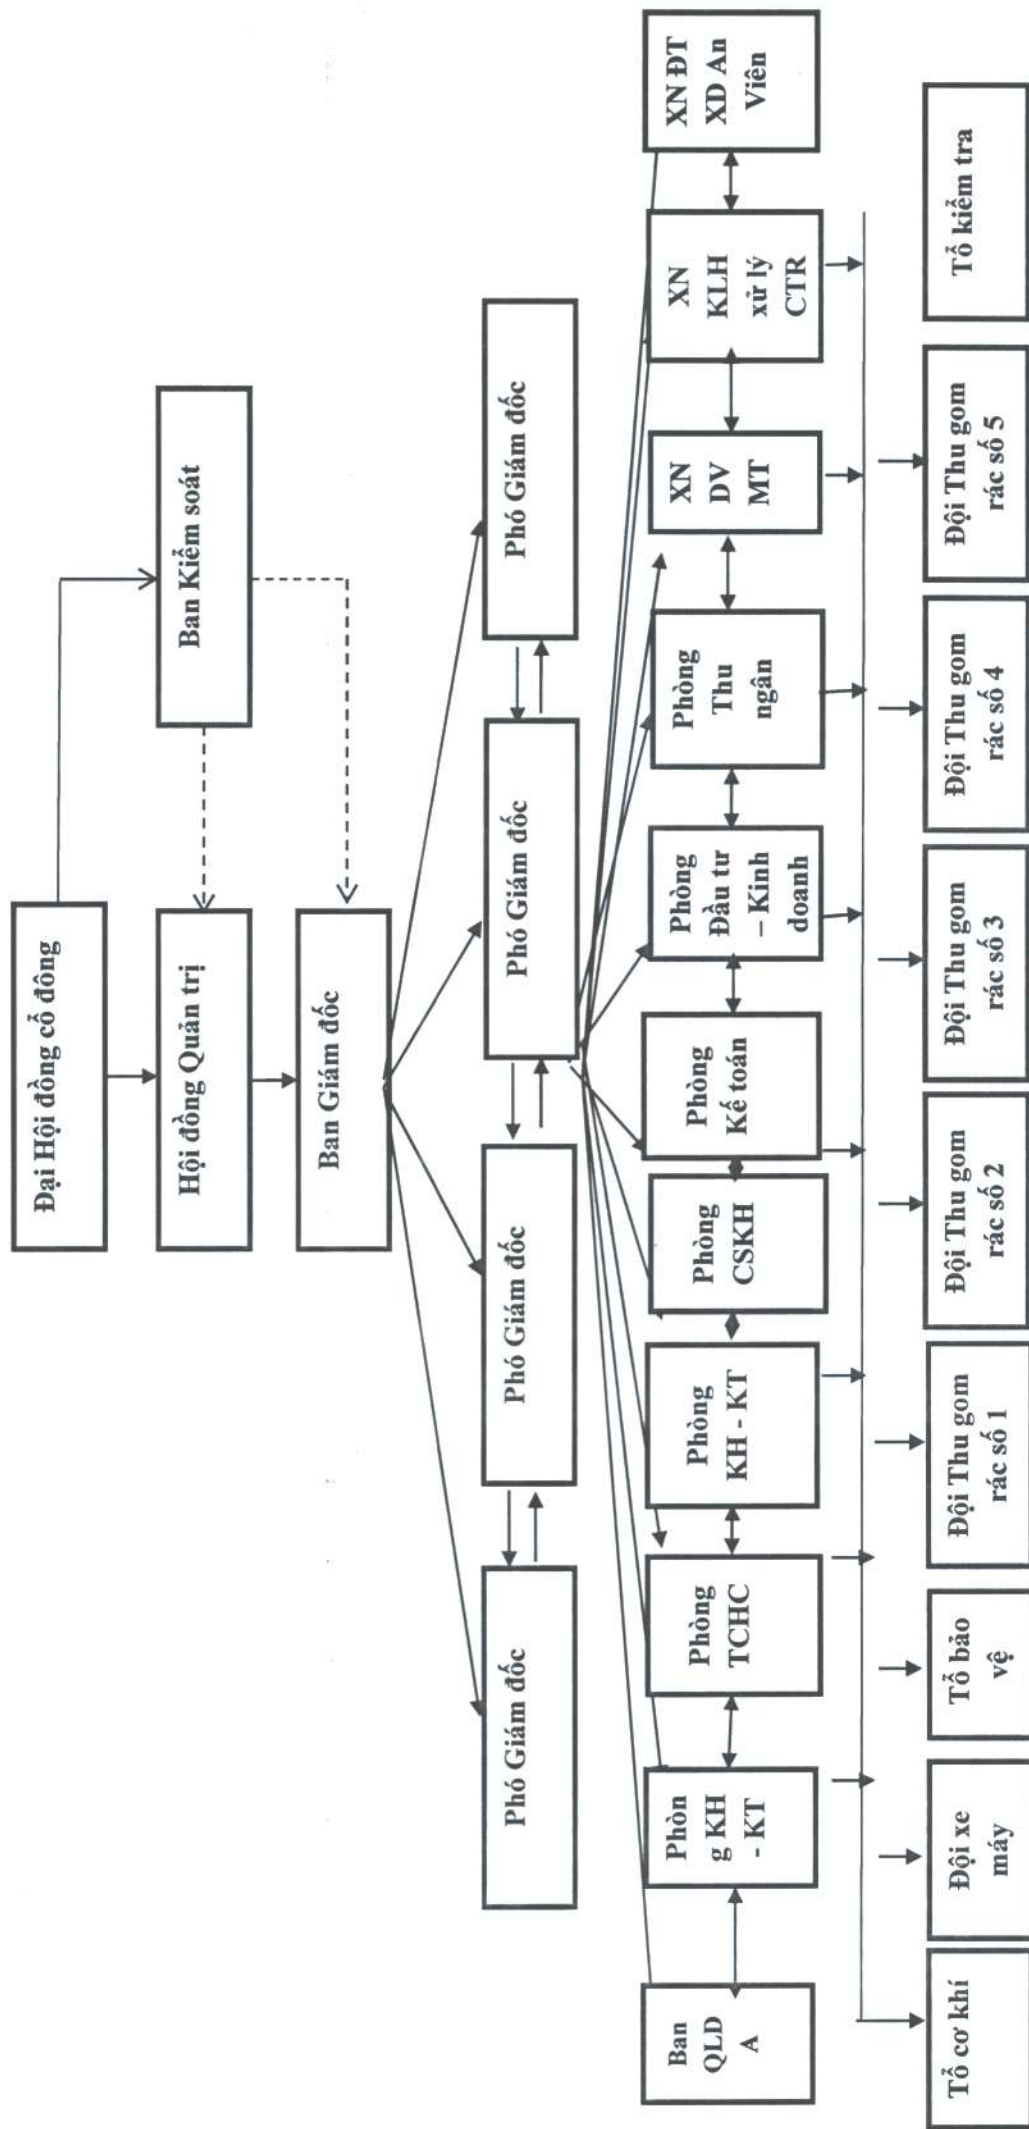 Đại Hội đồng cổ đông
Ban Kiểm soát
Hội đồng Quản trị
Ban Giám đốc
Phó Giám đốc
Phó Giám đốc
Phó Giám đốc
Phó Giám đốc
Ban
QLD
A
Phòn
g KH
- KT
Phòng
TCHC
Phòng
KH - KT
Phòng
CSKH
Phòng
Kế toán
Phòng
Đầu tư
– Kinh
doanh
Phòng
Thu
ngân
XN
DV
MT
XN
KLH
xử lý
CTR
XN ĐT
XD An
Viên
Tổ cơ khí
Đội xe
máy
Tổ bảo
vệ
Đội Thu gom
rác số 1
Đội Thu gom
rác số 2
Đội Thu gom
rác số 3
Đội Thu gom
rác số 4
Đội Thu gom
rác số 5
Tổ kiểm tra